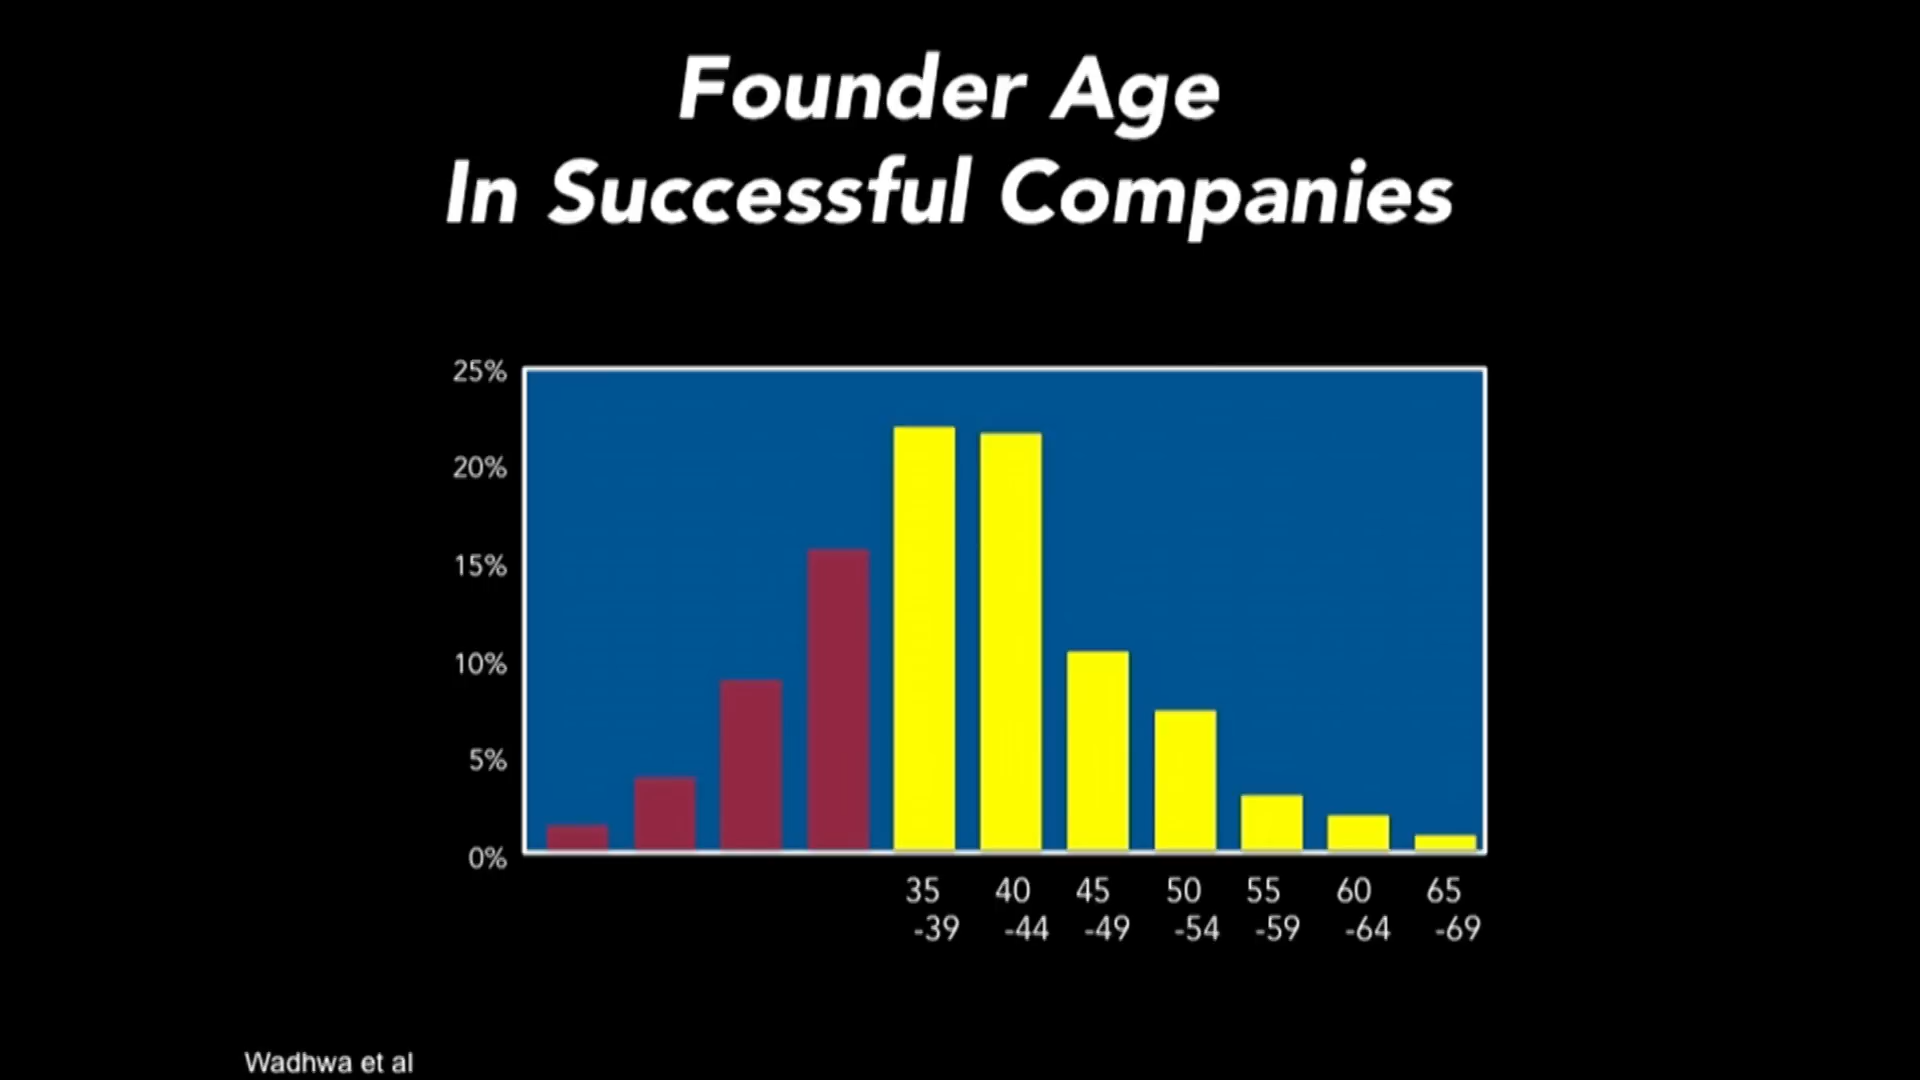 Founder Age
In Successful Companies
25%
20%
15%
10%
5%
0%
35 40 45 50 55 60 65
-39 -44 -49 -54 -59 -64 -69
Wadhwa et al